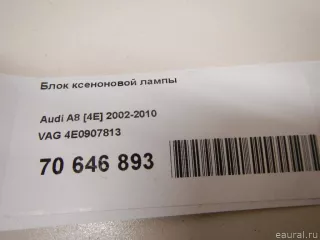 Блок ксеноновой лампы
Audi A8 [4E] 2002-2010
VAG 4E0907813
70 646 893
eaural.ru